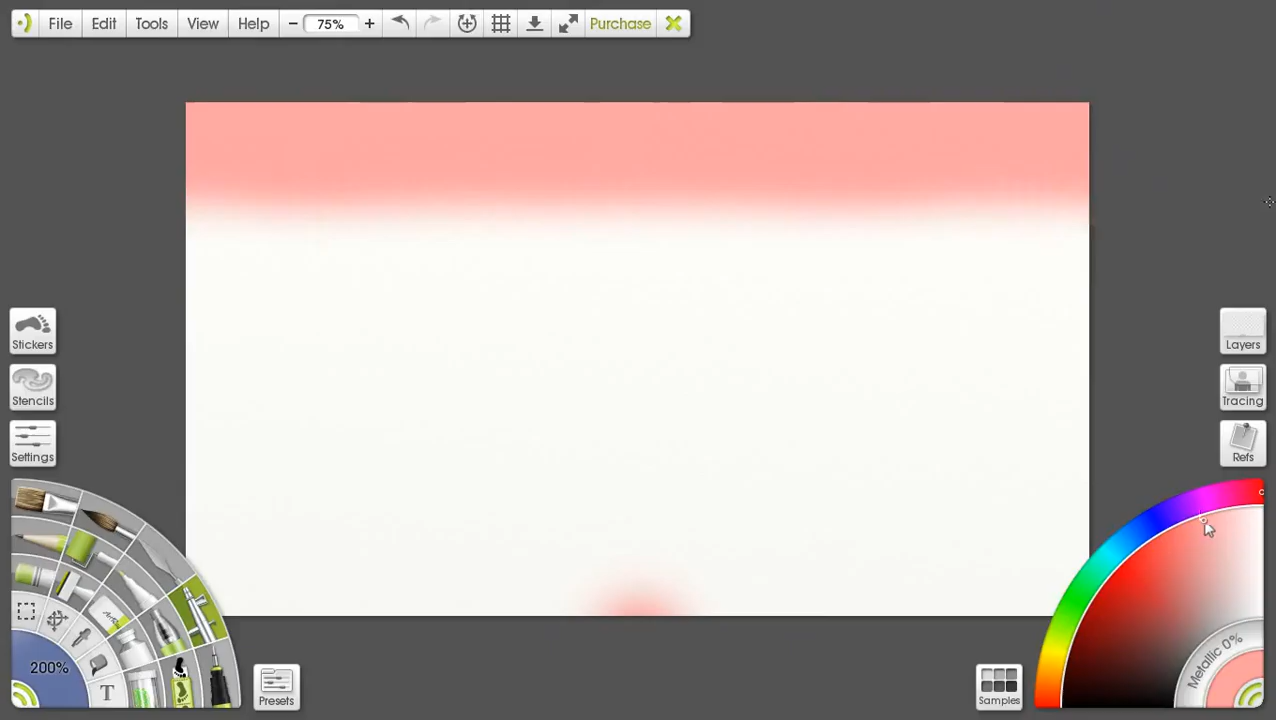 File Edit Tools View Help − 75% + Purchase
Stickers
Layers
Stencils
Tracing
Settings
Refs
Metallic 0%
200%
T
Presets
Samples